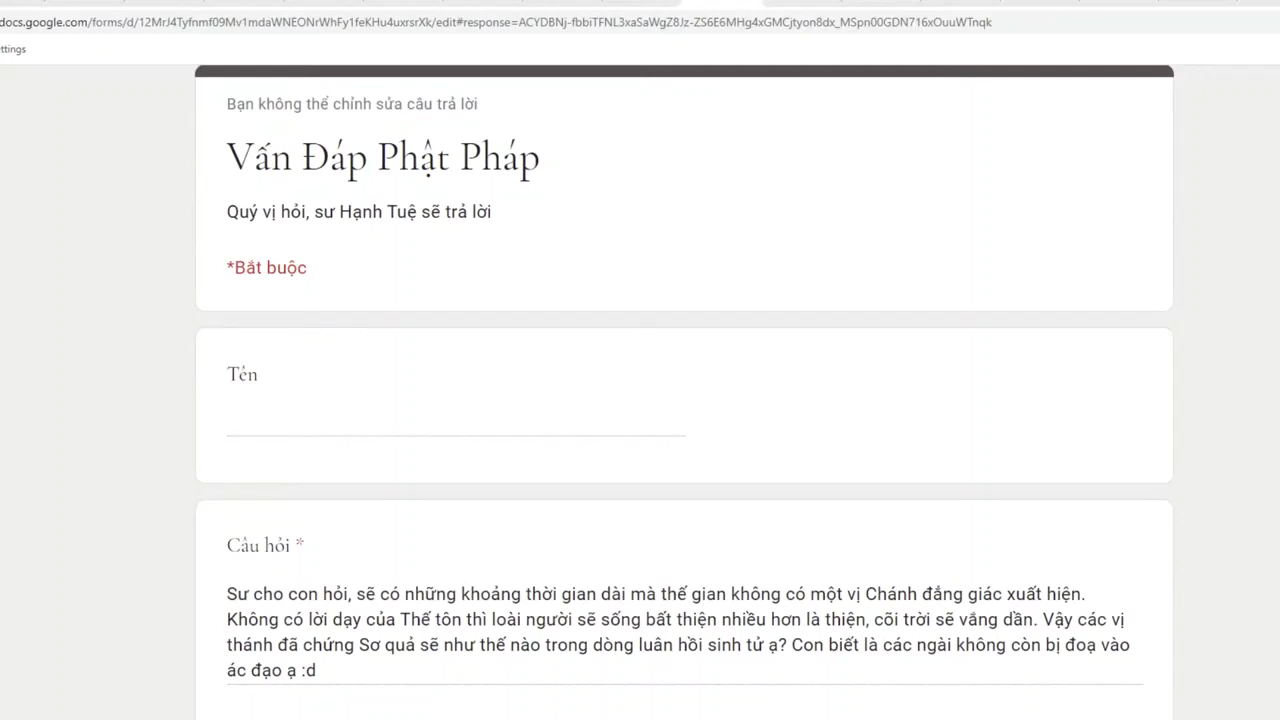 docs.google.com/forms/d/12MrJ4Tyfnmf09Mv1mdaWNEONrWhFy1feKHu4uxrsrXk/edit#response=ACYDBNj-fbbiTFNL3xaSaWgZ8Jz-ZS6E6MHg4xGMCjtyon8dx_MSpn00GDN716xOuuWTnqk
ettings
Bạn không thể chỉnh sửa câu trả lời
Vấn Đáp Phật Pháp
Quý vị hỏi, sư Hạnh Tuệ sẽ trả lời
*Bắt buộc
Tên
Câu hỏi *
Sư cho con hỏi, sẽ có những khoảng thời gian dài mà thế gian không có một vị Chánh đẳng giác xuất hiện.
Không có lời dạy của Thế tôn thì loài người sẽ sống bất thiện nhiều hơn là thiện, cõi trời sẽ vắng dần. Vậy các vị
thánh đã chứng Sơ quả sẽ như thế nào trong dòng luân hồi sinh tử ạ? Con biết là các ngài không còn bị đoạ vào
ác đạo ạ :d